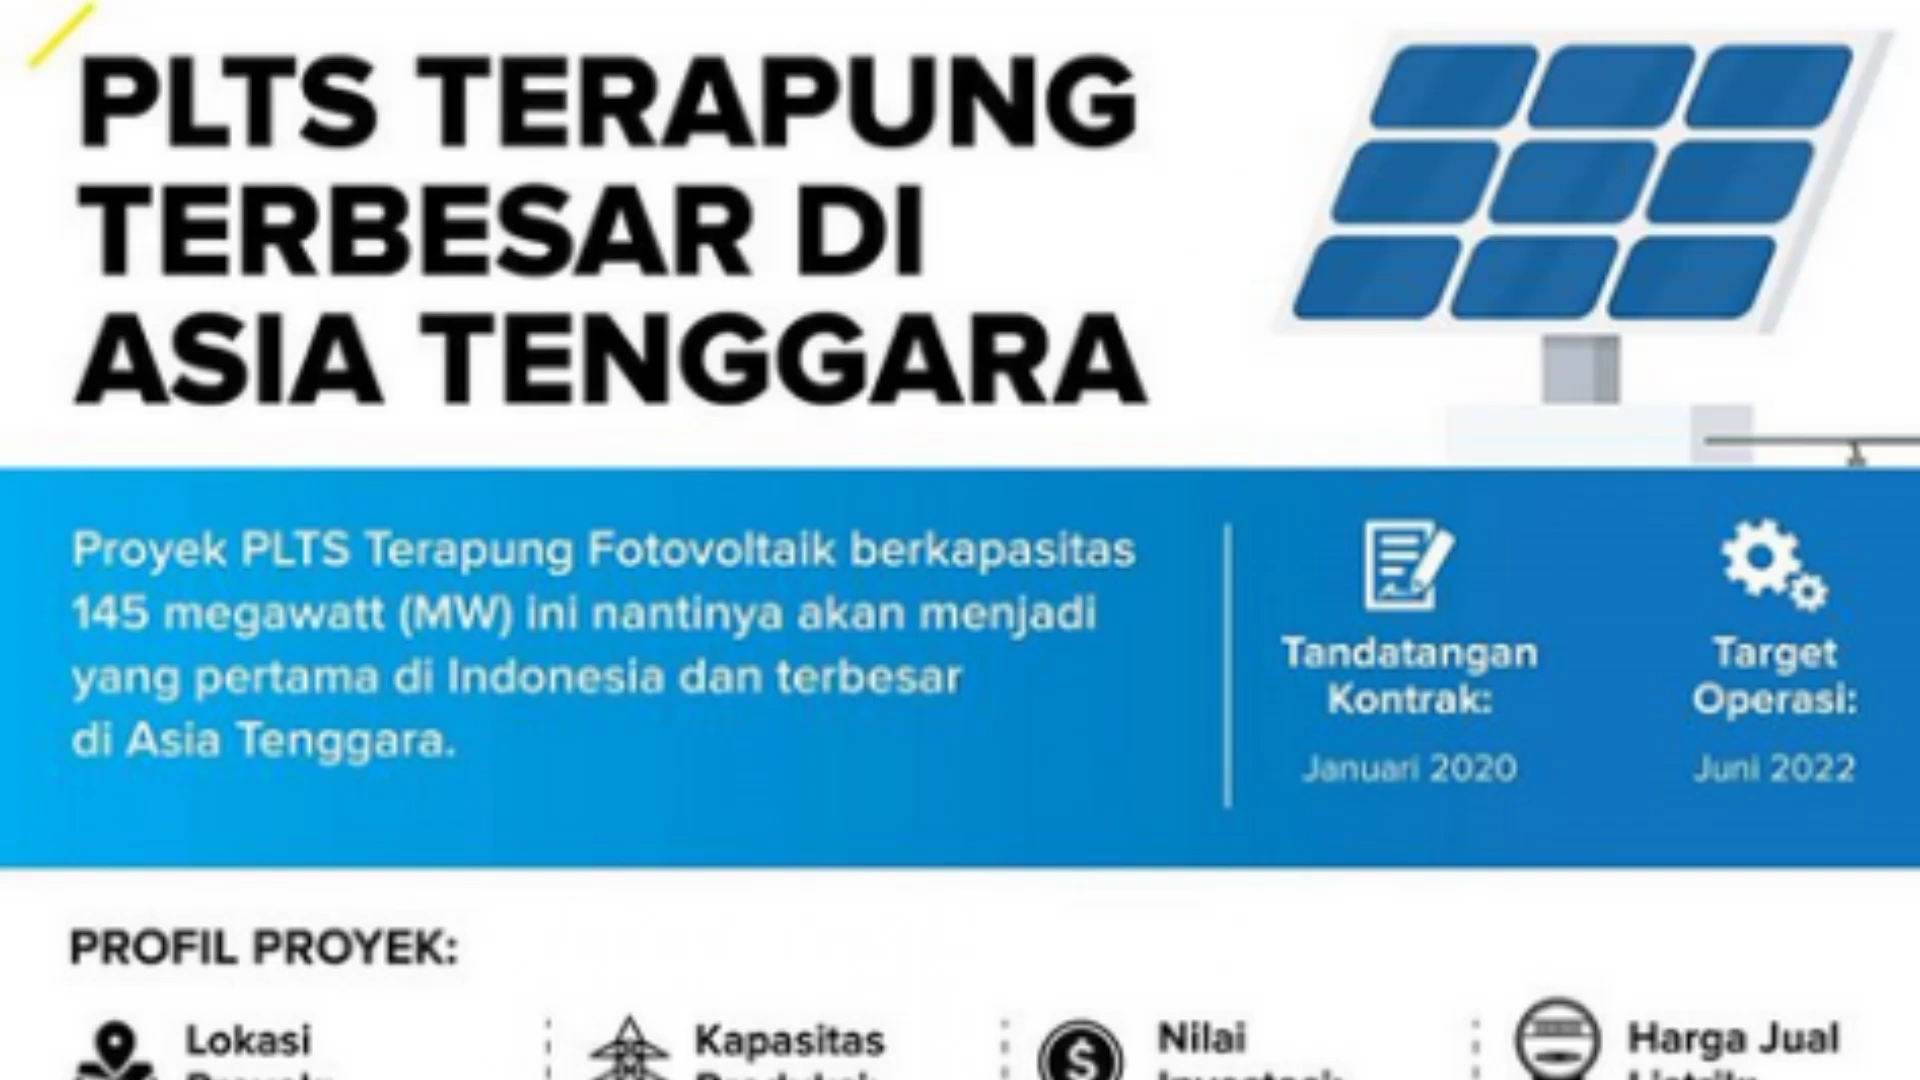 PLTS TERAPUNG
TERBESAR DI
ASIA TENGGARA
Proyek PLTS Terapung Fotovoltaik berkapasitas
145 megawatt (MW) ini nantinya akan menjadi
yang pertama di Indonesia dan terbesar
di Asia Tenggara.
Tandatangan
Kontrak:
Januari 2020
Target
Operasi:
Juni 2022
PROFIL PROYEK:
Lokasi
Kapasitas
Nilai
Harga Jual